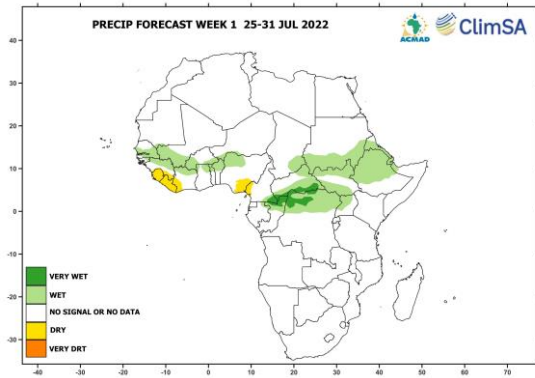 PRECIP FORECAST WEEK 1 25-31 JUL 2022
ACMAD
ClimSA
40
30
20
10
0
-10
-20
-30
VERY WET
WET
NO SIGNAL OR NO DATA
DRY
VERY DRT
-40 -30 -20 -10 0 10 20 30 40 50 60 70